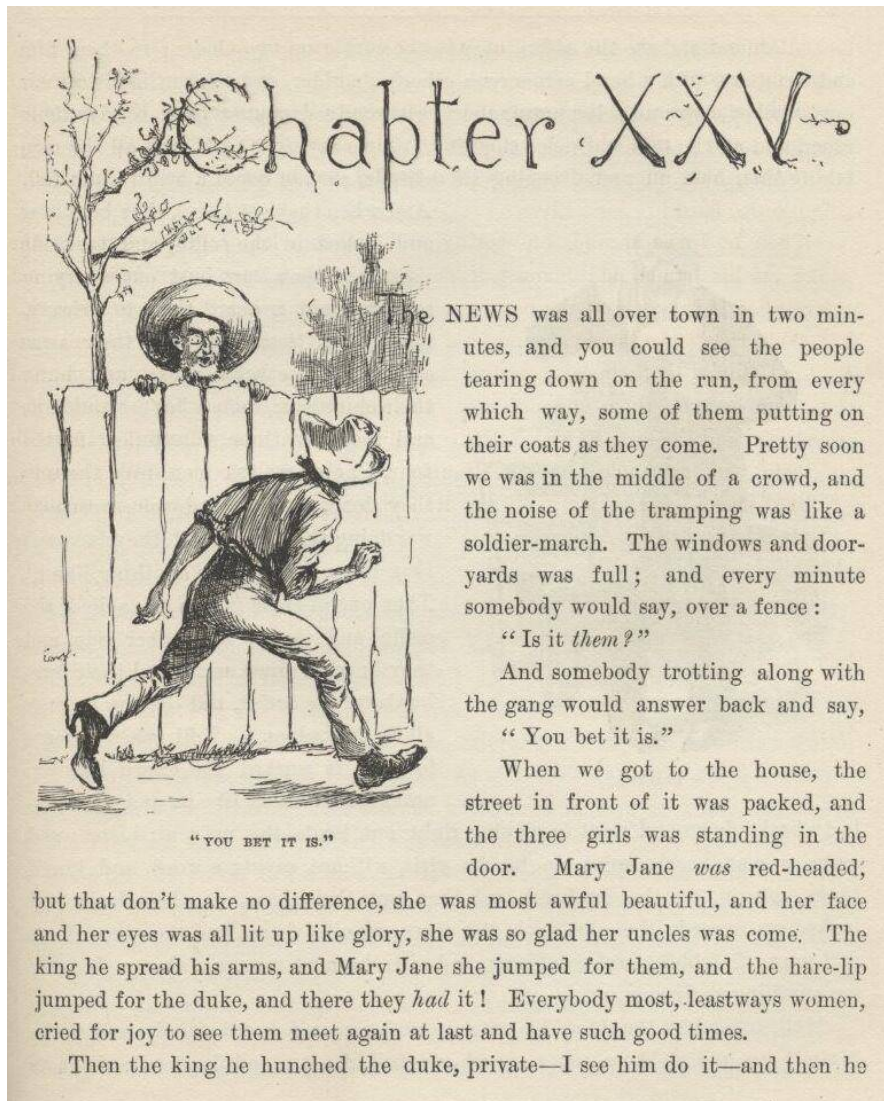 Chapter XXV
The NEWS was all over town in two min-
utes, and you could see the people
tearing down on the run, from every
which way, some of them putting on
their coats as they come. Pretty soon
we was in the middle of a crowd, and
the noise of the tramping was like a
soldier-march. The windows and door-
yards was full; and every minute
somebody would say, over a fence:
“Is it them?”
And somebody trotting along with
the gang would answer back and say,
“You bet it is.”
When we got to the house, the
street in front of it was packed, and
the three girls was standing in the
door. Mary Jane was red-headed,
but that don't make no difference, she was most awful beautiful, and her face
and her eyes was all lit up like glory, she was so glad her uncles was come. The
king he spread his arms, and Mary Jane she jumped for them, and the hare-lip
jumped for the duke, and there they had it! Everybody most, leastways women,
cried for joy to see them meet again at last and have such good times.
Then the king he hunched the duke, private—I see him do it—and then he
“YOU BET IT IS.”